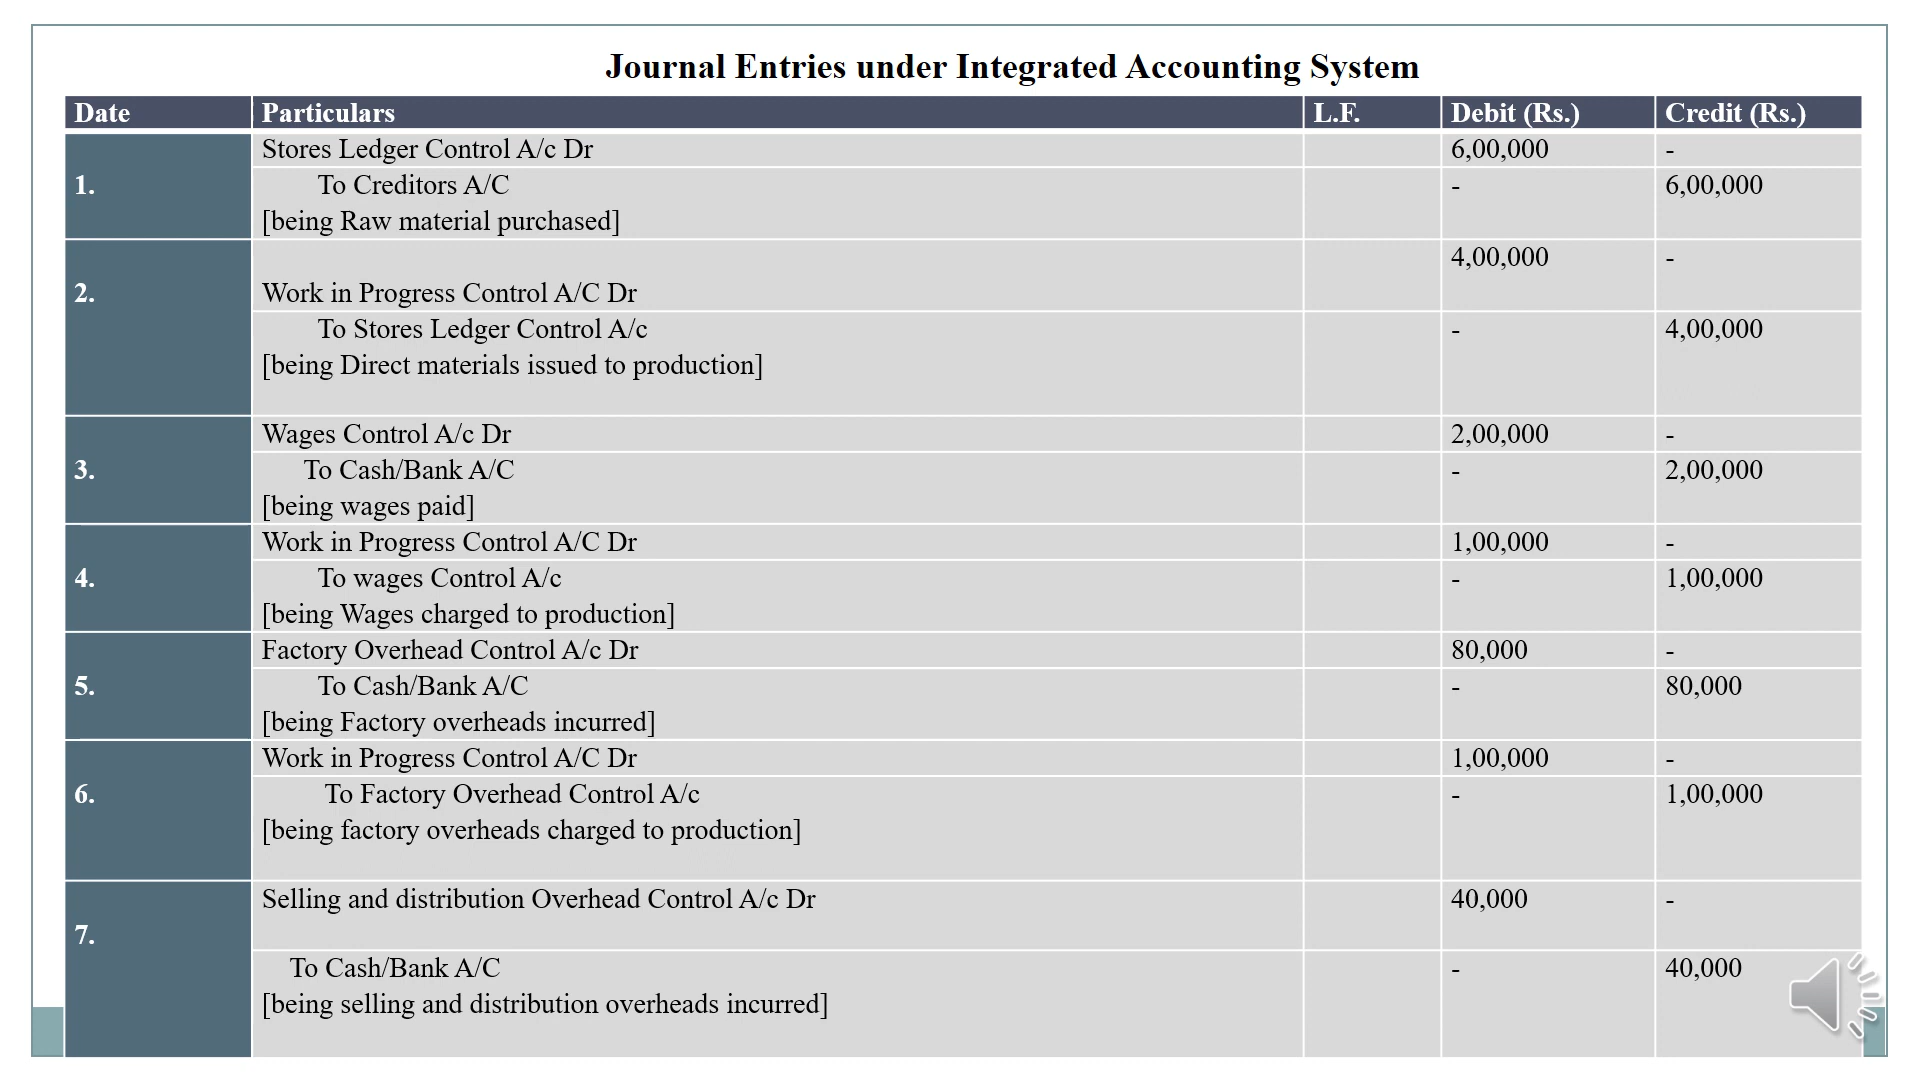 Journal Entries under Integrated Accounting System
Date Particulars L.F. Debit (Rs.) Credit (Rs.)
Stores Ledger Control A/c Dr 6,00,000 -
1. To Creditors A/C - 6,00,000
[being Raw material purchased]
4,00,000 -
2. Work in Progress Control A/C Dr
To Stores Ledger Control A/c - 4,00,000
[being Direct materials issued to production]
Wages Control A/c Dr 2,00,000 -
3. To Cash/Bank A/C - 2,00,000
[being wages paid]
Work in Progress Control A/C Dr 1,00,000 -
4. To wages Control A/c - 1,00,000
[being Wages charged to production]
Factory Overhead Control A/c Dr 80,000 -
5. To Cash/Bank A/C - 80,000
[being Factory overheads incurred]
Work in Progress Control A/C Dr 1,00,000 -
6. To Factory Overhead Control A/c - 1,00,000
[being factory overheads charged to production]
Selling and distribution Overhead Control A/c Dr 40,000 -
7.
To Cash/Bank A/C - 40,000
[being selling and distribution overheads incurred]